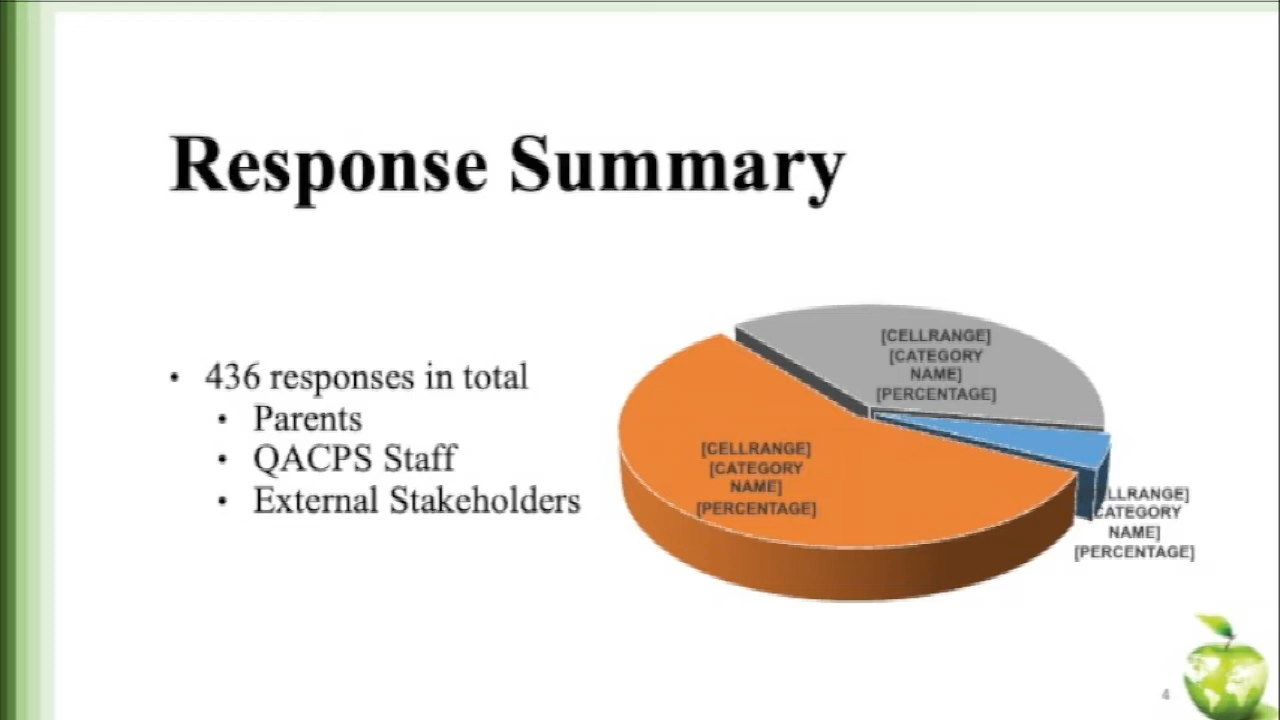 Response Summary
• 436 responses in total
• Parents
• QACPS Staff
• External Stakeholders
[CELLRANGE]
[CATEGORY
NAME]
[PERCENTAGE]
[CELLRANGE]
[CATEGORY
NAME]
[PERCENTAGE]
[CELLRANGE]
[CATEGORY
NAME]
[PERCENTAGE]
4